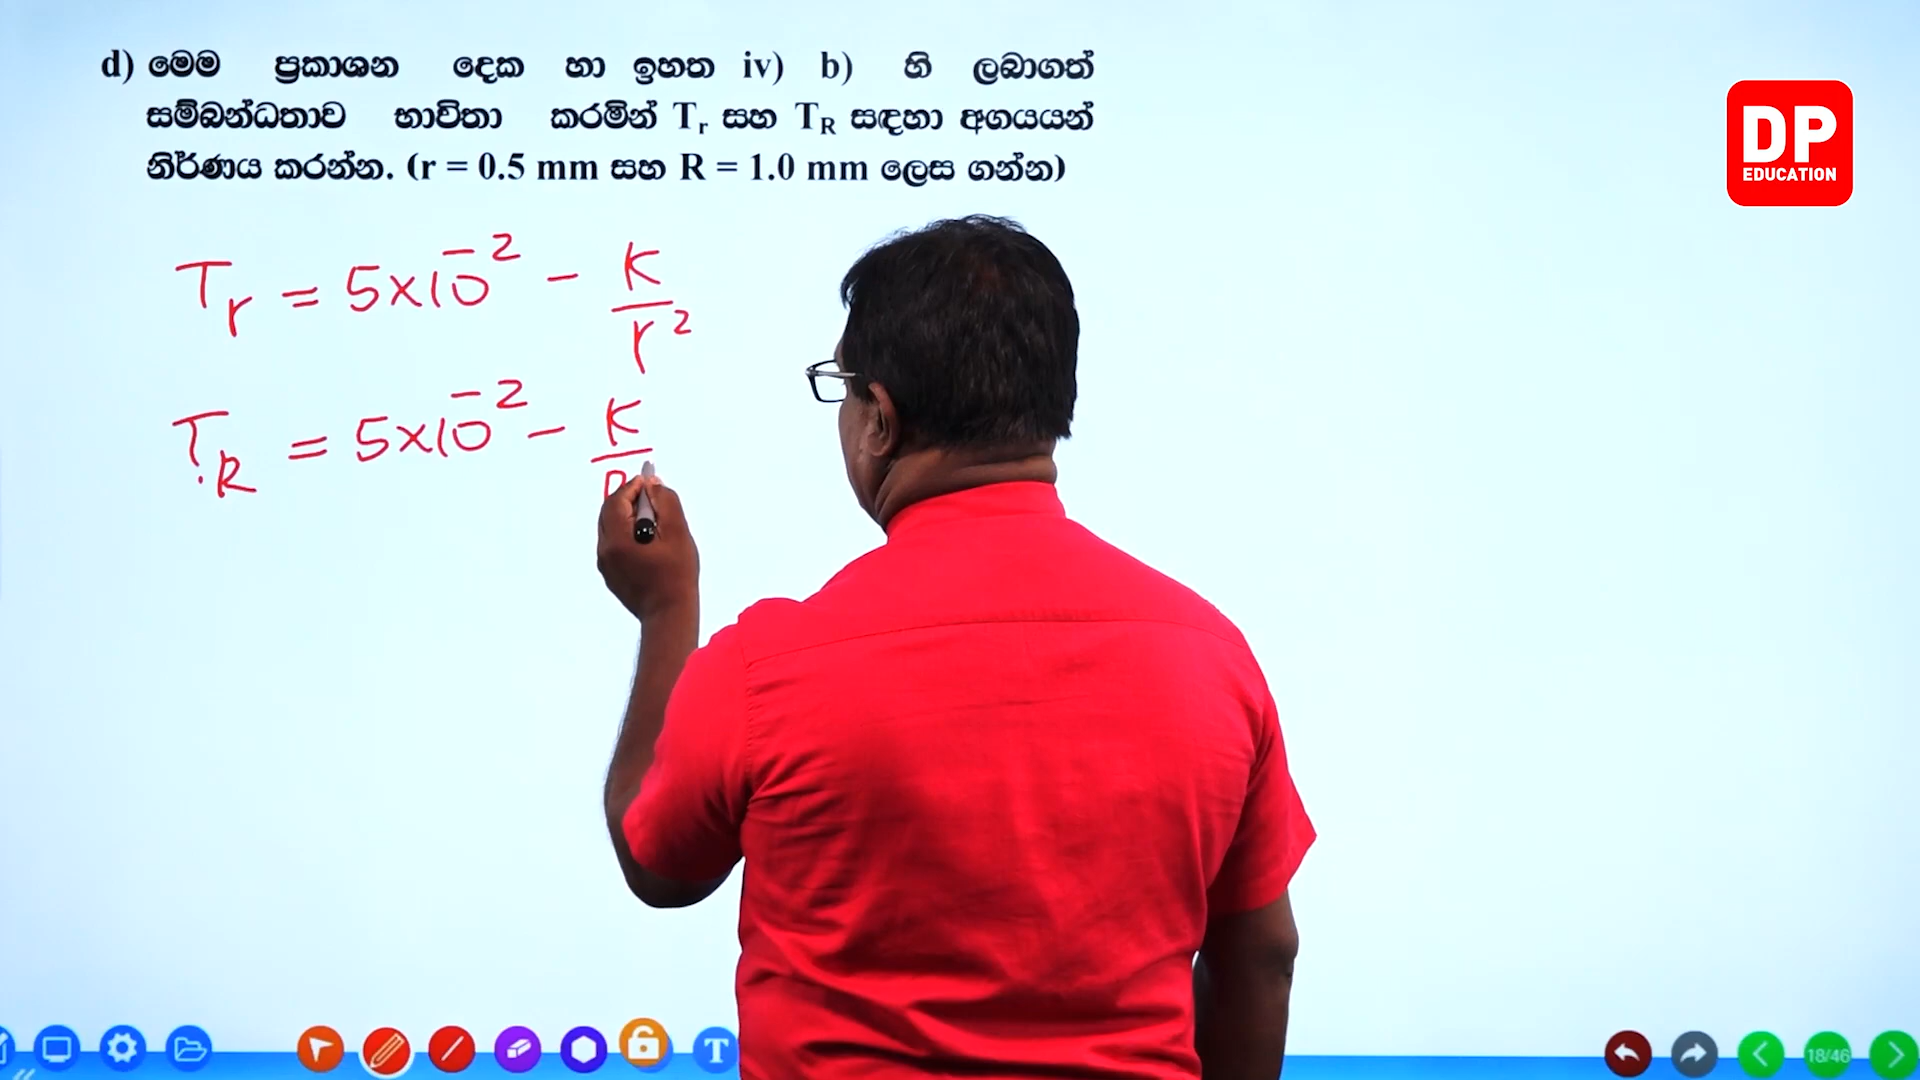 d) මෙම ප්‍රකාශන දෙක හා ඉහත iv) b) හි ලබාගත්
සම්බන්ධතාව භාවිතා කරමින් Tr සහ TR සඳහා අගයයන්
නිර්ණය කරන්න. (r = 0.5 mm සහ R = 1.0 mm ලෙස ගන්න)
DP
EDUCATION
Tr = 5×10⁻² − K/r²
TR = 5×10⁻² − K/
T
18/46